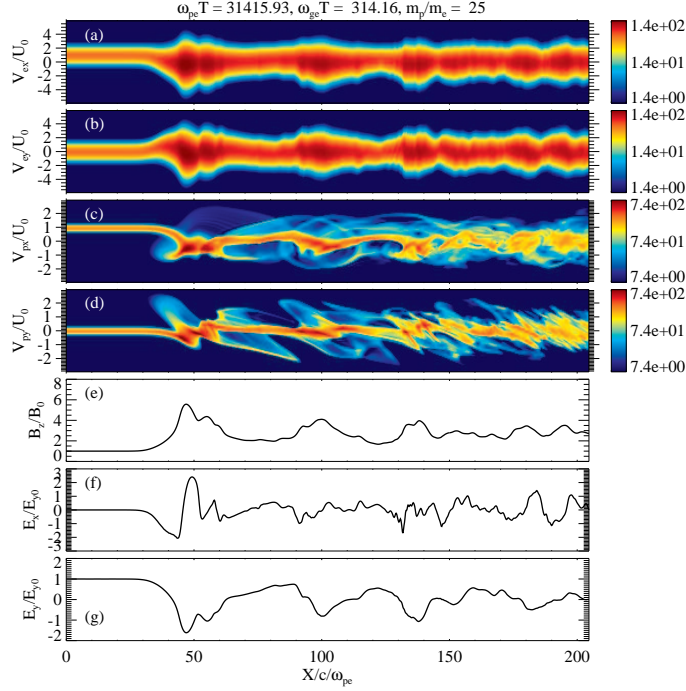 ω_pe T = 31415.93, ω_ge T = 314.16, m_p/m_e = 25
(a)
V_ex/U_0
4
2
0
-2
-4
1.4e+02
1.4e+01
1.4e+00
(b)
V_ey/U_0
4
2
0
-2
-4
1.4e+02
1.4e+01
1.4e+00
(c)
V_px/U_0
2
1
0
-1
-2
7.4e+02
7.4e+01
7.4e+00
(d)
V_py/U_0
2
1
0
-1
-2
7.4e+02
7.4e+01
7.4e+00
(e)
B_z/B_0
8
6
4
2
0
(f)
E_x/E_y0
3
2
1
0
-1
-2
-3
(g)
E_y/E_y0
2
1
0
-1
-2
0
50
100
150
200
X/c/ω_pe